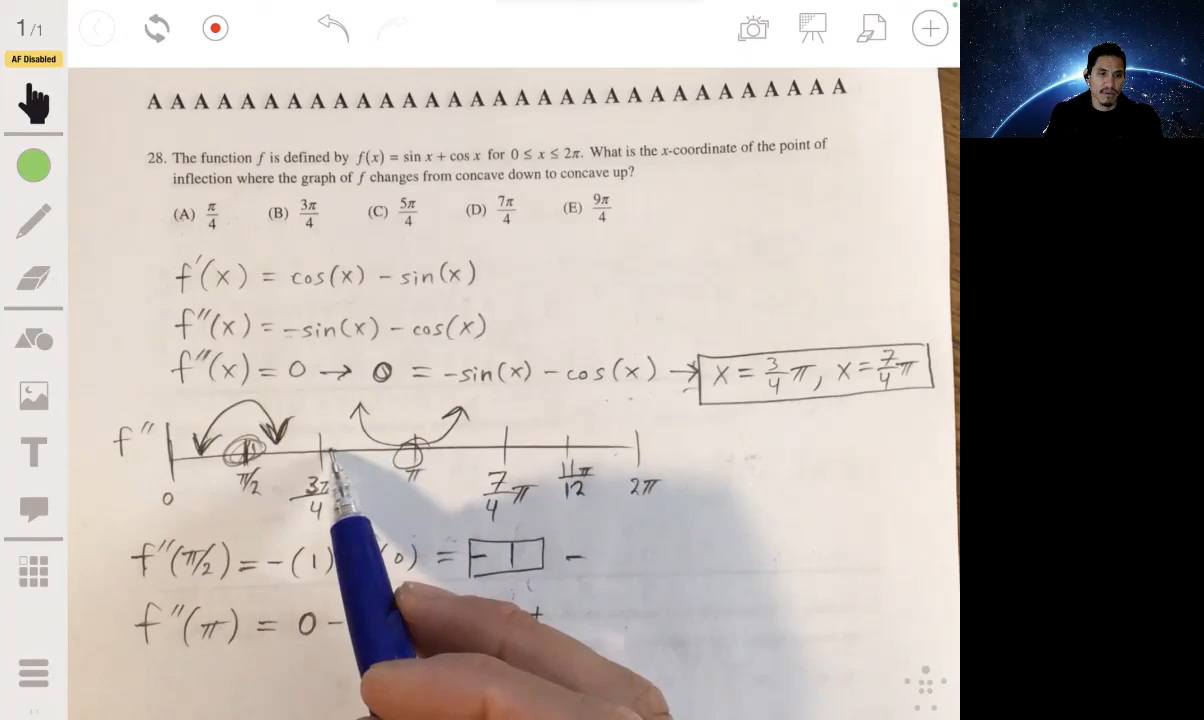 1/1
AF Disabled
A A A A A A A A A A A A A A A A A A A A A A A A A A A A A A A
28. The function f is defined by f(x) = sin x + cos x for 0 ≤ x ≤ 2π. What is the x-coordinate of the point of
inflection where the graph of f changes from concave down to concave up?
(A) π/4 (B) 3π/4 (C) 5π/4 (D) 7π/4 (E) 9π/4
f'(x) = cos(x) - sin(x)
f''(x) = -sin(x) - cos(x)
f''(x) = 0 → 0 = -sin(x) - cos(x) → x = 3/4 π, x = 7/4 π
f''
0 π/2 π 7/4 π 11π/12 2π
f''(π/2) = -(1) (0) = -1 -
f''(π) = 0 - +
T